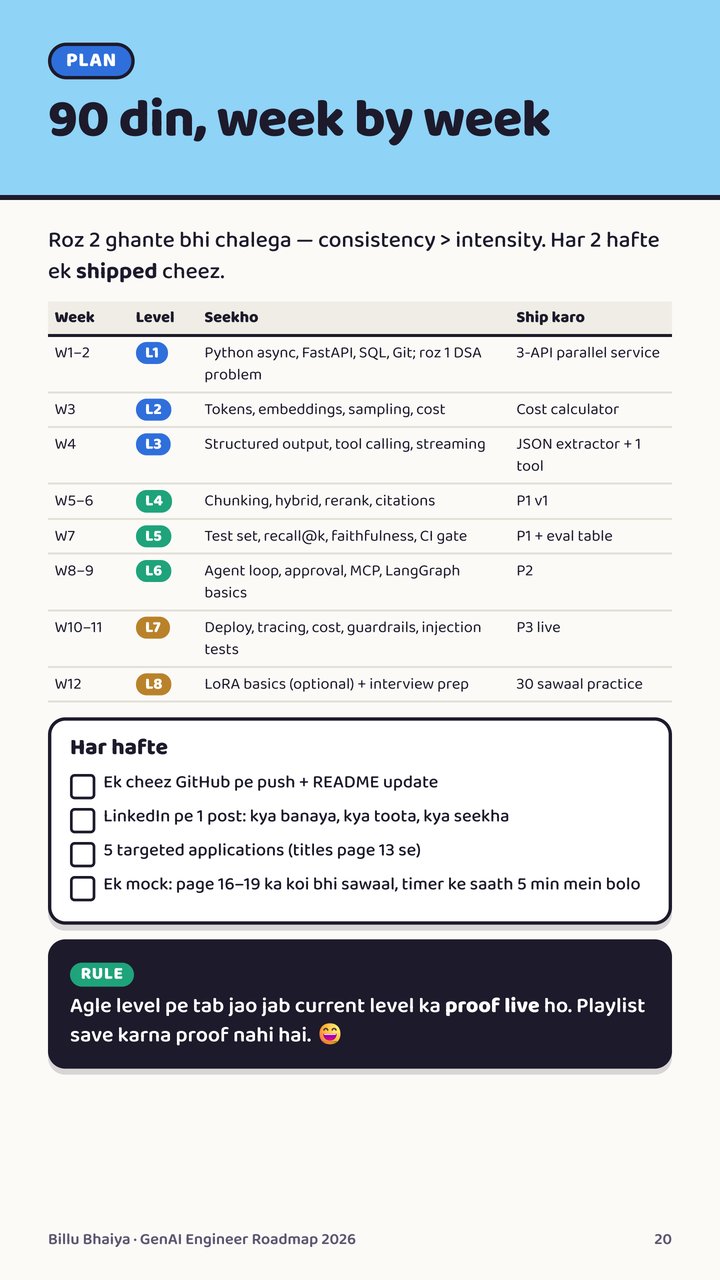 PLAN
90 din, week by week
Roz 2 ghante bhi chalega — consistency > intensity. Har 2 hafte
ek shipped cheez.
Week Level Seekho Ship karo
W1–2 L1 Python async, FastAPI, SQL, Git; roz 1 DSA problem 3-API parallel service
W3 L2 Tokens, embeddings, sampling, cost Cost calculator
W4 L3 Structured output, tool calling, streaming JSON extractor + 1 tool
W5–6 L4 Chunking, hybrid, rerank, citations P1 v1
W7 L5 Test set, recall@k, faithfulness, CI gate P1 + eval table
W8–9 L6 Agent loop, approval, MCP, LangGraph basics P2
W10–11 L7 Deploy, tracing, cost, guardrails, injection tests P3 live
W12 L8 LoRA basics (optional) + interview prep 30 sawaal practice
Har hafte
Ek cheez GitHub pe push + README update
LinkedIn pe 1 post: kya banaya, kya toota, kya seekha
5 targeted applications (titles page 13 se)
Ek mock: page 16–19 ka koi bhi sawaal, timer ke saath 5 min mein bolo
RULE
Agle level pe tab jao jab current level ka proof live ho. Playlist
save karna proof nahi hai. 😄
Billu Bhaiya · GenAI Engineer Roadmap 2026 20